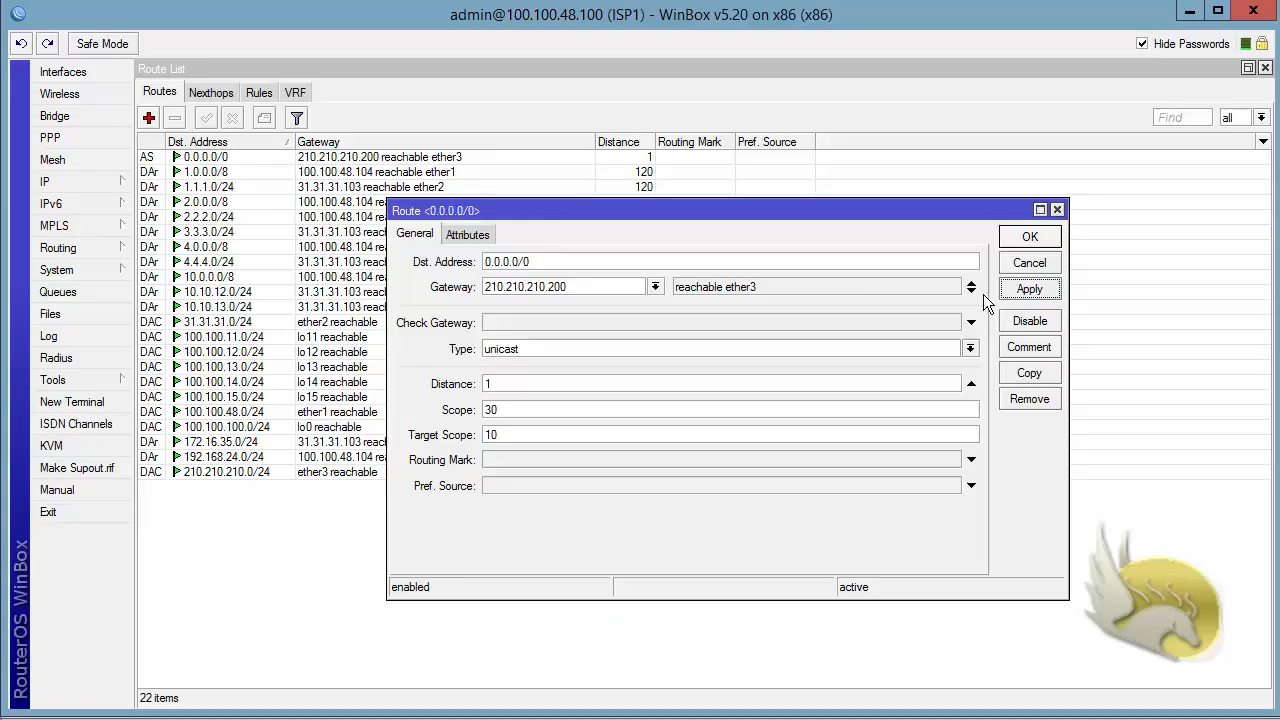 admin@100.100.48.100 (ISP1) - WinBox v5.20 on x86 (x86)
Safe Mode
Hide Passwords
RouterOS WinBox
Interfaces
Wireless
Bridge
PPP
Mesh
IP
IPv6
MPLS
Routing
System
Queues
Files
Log
Radius
Tools
New Terminal
ISDN Channels
KVM
Make Supout.rif
Manual
Exit
Route List
Routes Nexthops Rules VRF
Find all
Dst. Address Gateway Distance Routing Mark Pref. Source
AS 0.0.0.0/0 210.210.210.200 reachable ether3 1
DAr 1.0.0.0/8 100.100.48.104 reachable ether1 120
DAr 1.1.1.0/24 31.31.31.103 reachable ether2 120
DAr 2.0.0.0/8 100.100.48.104 rea
DAr 2.2.2.0/24 100.100.48.104 rea
DAr 3.3.3.0/24 31.31.31.103 reac
DAr 4.0.0.0/8 100.100.48.104 rea
DAr 4.4.4.0/24 31.31.31.103 reac
DAr 10.0.0.0/8 100.100.48.104 rea
DAr 10.10.12.0/24 31.31.31.103 reac
DAr 10.10.13.0/24 31.31.31.103 reac
DAC 31.31.31.0/24 ether2 reachable
DAC 100.100.11.0/24 lo11 reachable
DAC 100.100.12.0/24 lo12 reachable
DAC 100.100.13.0/24 lo13 reachable
DAC 100.100.14.0/24 lo14 reachable
DAC 100.100.15.0/24 lo15 reachable
DAC 100.100.48.0/24 ether1 reachable
DAC 100.100.100.0/24 lo0 reachable
DAr 172.16.35.0/24 31.31.31.103 reac
DAr 192.168.24.0/24 100.100.48.104 rea
DAC 210.210.210.0/24 ether3 reachable
22 items
Route <0.0.0.0/0>
General Attributes
Dst. Address: 0.0.0.0/0
Gateway: 210.210.210.200 reachable ether3
Check Gateway:
Type: unicast
Distance: 1
Scope: 30
Target Scope: 10
Routing Mark:
Pref. Source:
OK
Cancel
Apply
Disable
Comment
Copy
Remove
enabled active